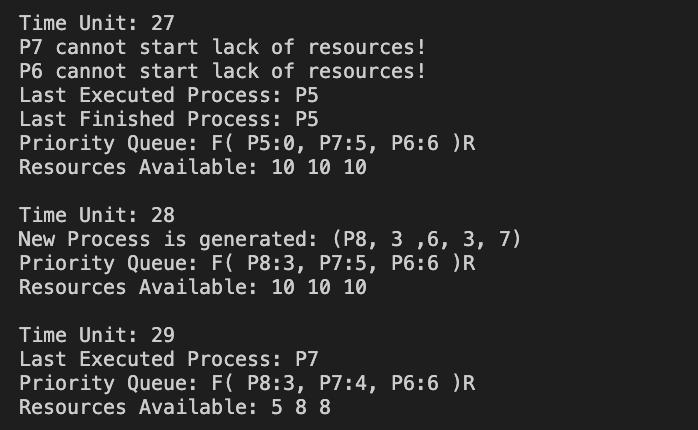 Time Unit: 27
P7 cannot start lack of resources!
P6 cannot start lack of resources!
Last Executed Process: P5
Last Finished Process: P5
Priority Queue: F( P5:0, P7:5, P6:6 )R
Resources Available: 10 10 10
Time Unit: 28
New Process is generated: (P8, 3 ,6, 3, 7)
Priority Queue: F( P8:3, P7:5, P6:6 )R
Resources Available: 10 10 10
Time Unit: 29
Last Executed Process: P7
Priority Queue: F( P8:3, P7:4, P6:6 )R
Resources Available: 5 8 8